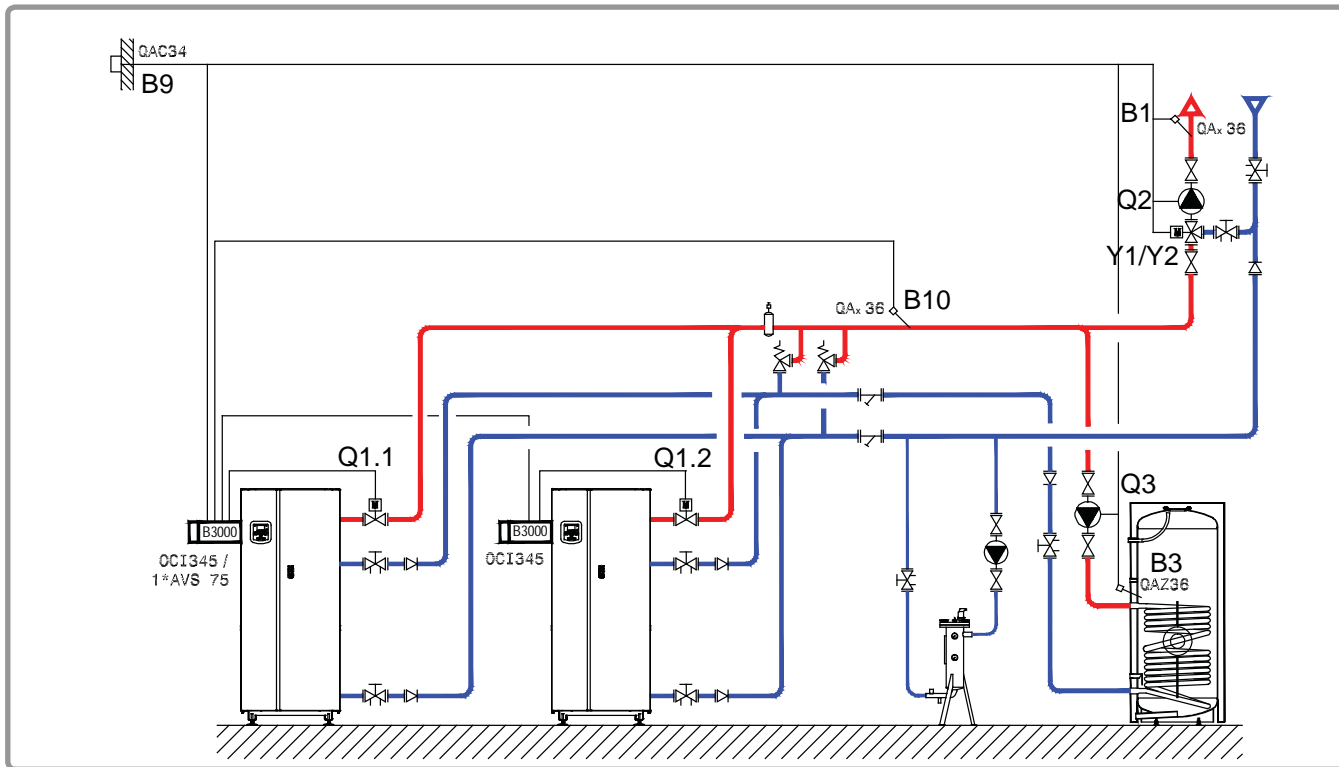 QAC34
B9
B1
QAx 36
Q2
Y1/Y2
QAx 36
B10
Q1.1
Q1.2
Q3
B3000
B3000
OCI345 /
1*AVS 75
OCI345
B3
QAZ36